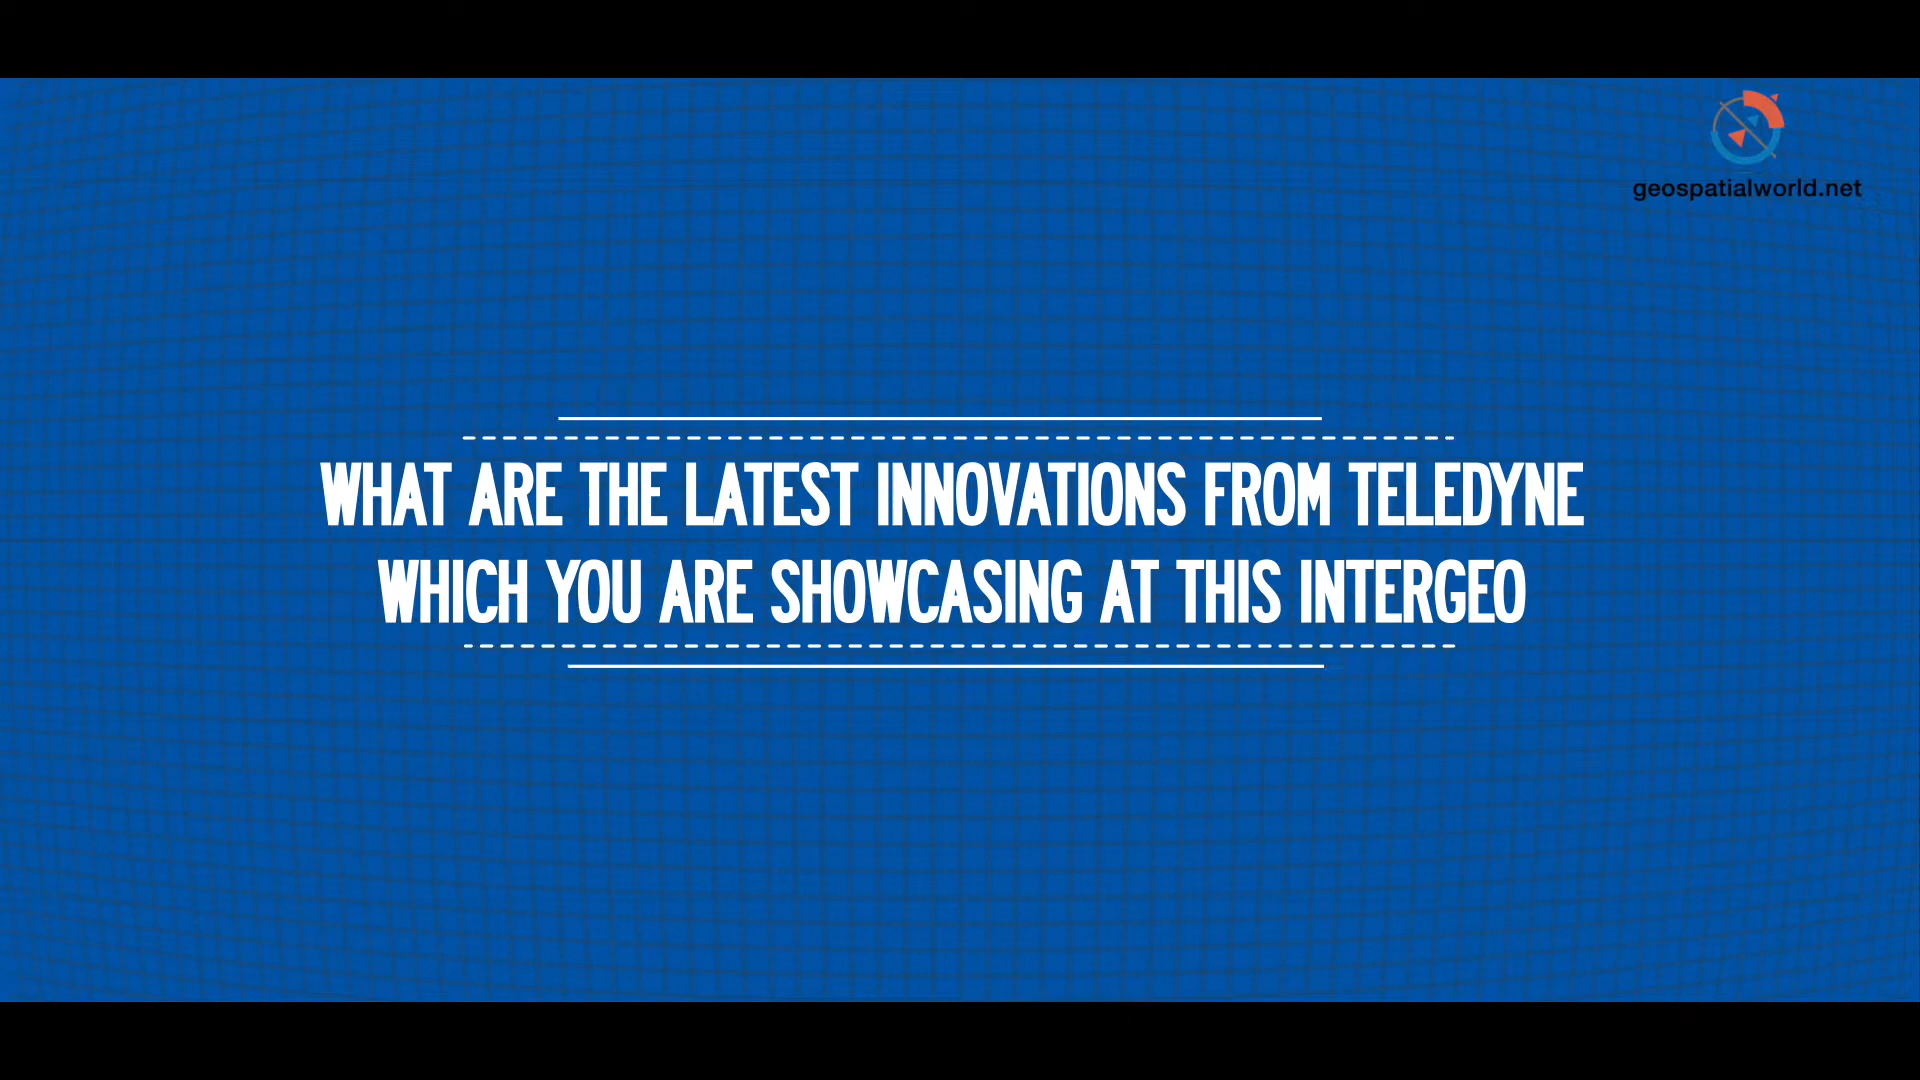 geospatialworld.net
WHAT ARE THE LATEST INNOVATIONS FROM TELEDYNE
WHICH YOU ARE SHOWCASING AT THIS INTERGEO